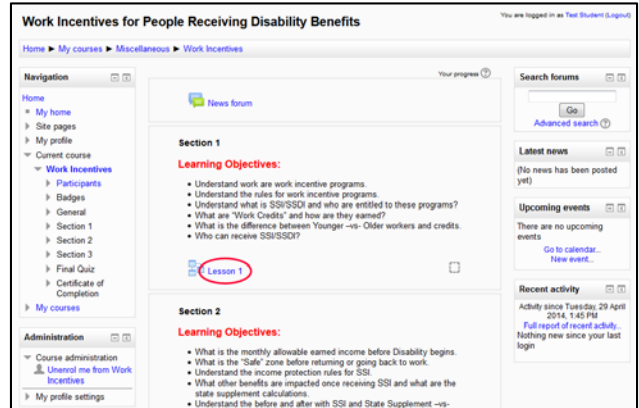 Work Incentives for People Receiving Disability Benefits
You are logged in as Test Student (Logout)
Home ► My courses ► Miscellaneous ► Work Incentives
Navigation
Home
My home
Site pages
My profile
Current course
Work Incentives
Participants
Badges
General
Section 1
Section 2
Section 3
Final Quiz
Certificate of
Completion
My courses
Administration
Course administration
Unenrol me from Work
Incentives
My profile settings
Your progress
News forum
Section 1
Learning Objectives:
• Understand work are work incentive programs.
• Understand the rules for work incentive programs.
• Understand what is SSI/SSDI and who are entitled to these programs?
• What are "Work Credits" and how are they earned?
• What is the difference between Younger –vs- Older workers and credits.
• Who can receive SSI/SSDI?
Lesson 1
Section 2
Learning Objectives:
• What is the monthly allowable earned income before Disability begins.
• What is the "Safe" zone before returning or going back to work.
• Understand the income protection rules for SSI.
• What other benefits are impacted once receiving SSI and what are the
state supplement calculations.
• Understand the before and after with SSI and State Supplement –vs-
Search forums
Go
Advanced search
Latest news
(No news has been posted
yet)
Upcoming events
There are no upcoming
events
Go to calendar...
New event...
Recent activity
Activity since Tuesday, 29 April
2014, 1:45 PM
Full report of recent activity...
Nothing new since your last
login